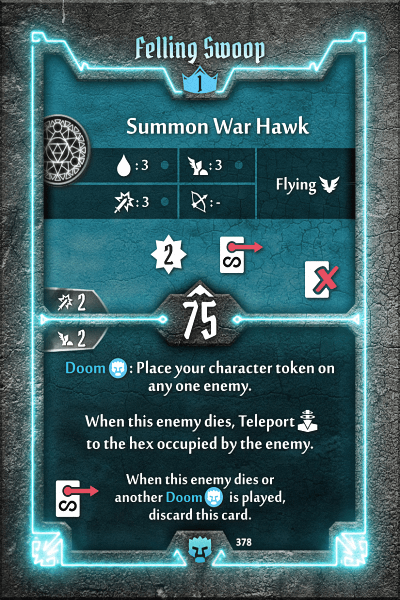 Felling Swoop
1
Summon War Hawk
: 3 : 3
Flying
: 3 : -
2
2
75
2
Doom : Place your character token on
any one enemy.
When this enemy dies, Teleport
to the hex occupied by the enemy.
When this enemy dies or
another Doom is played,
discard this card.
378